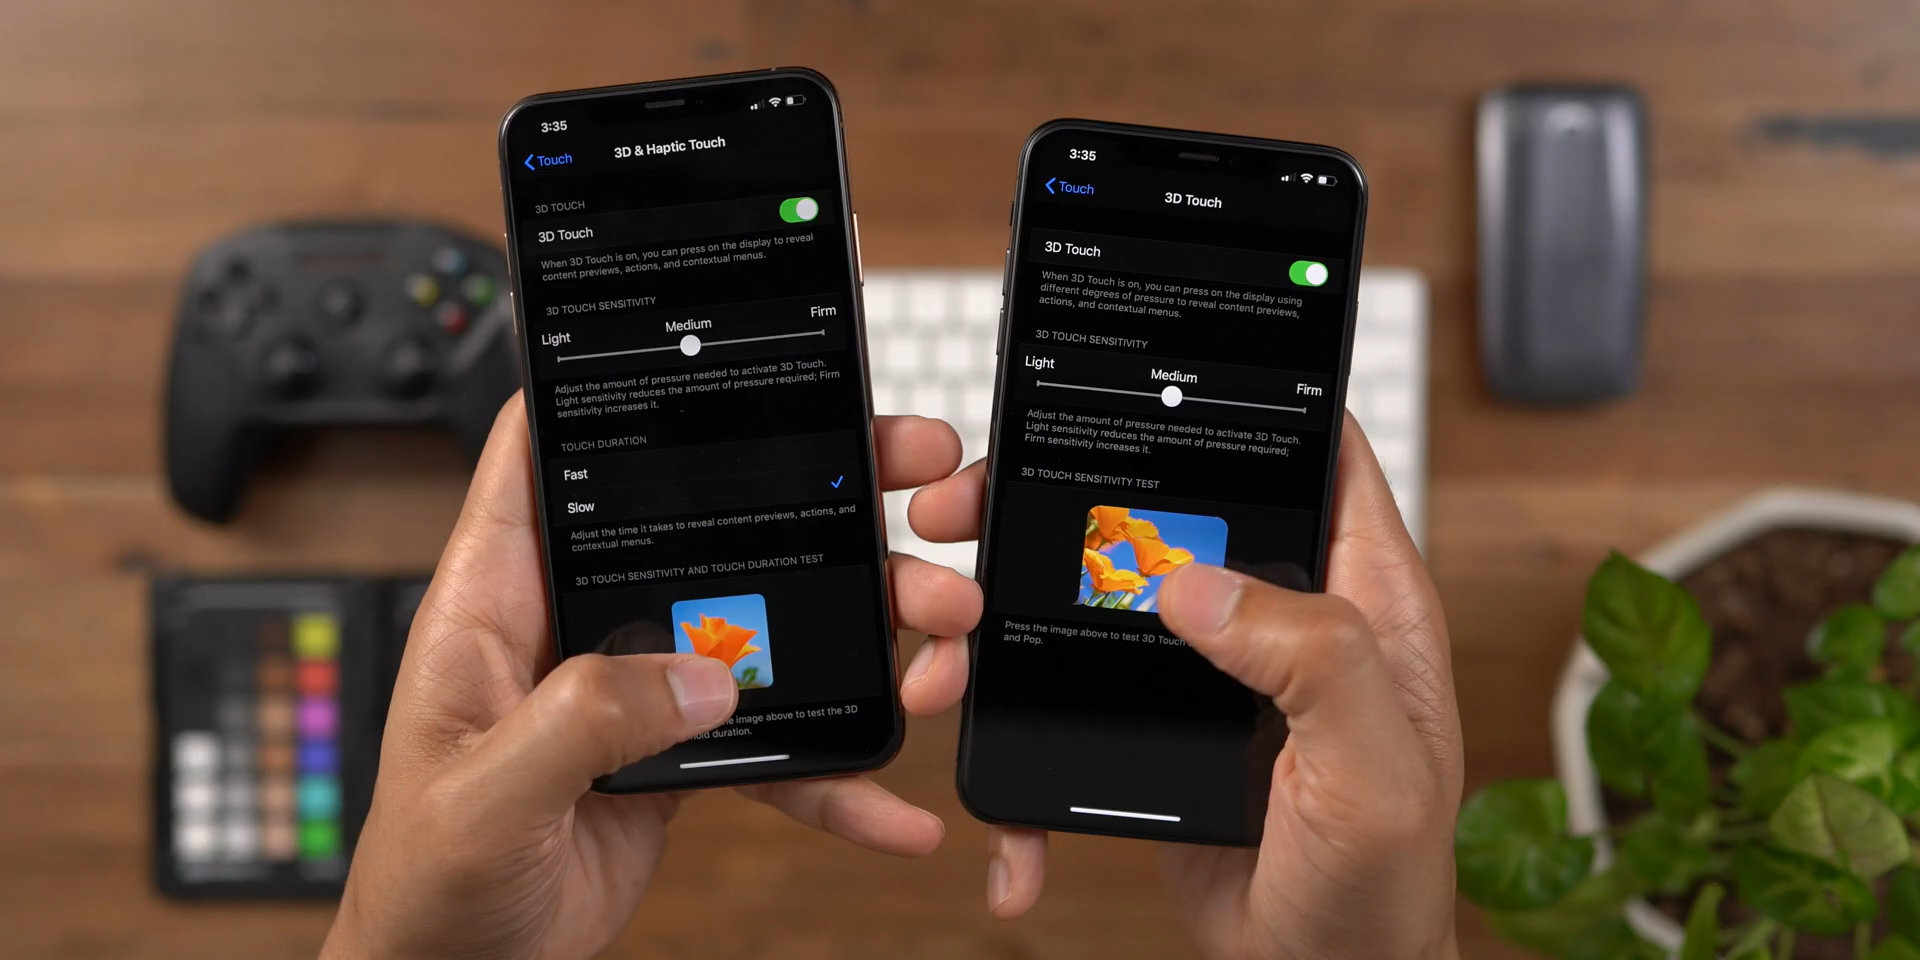 3:35
Touch
3D & Haptic Touch
3D TOUCH
3D Touch
When 3D Touch is on, you can press on the display to reveal
content previews, actions, and contextual menus.
3D TOUCH SENSITIVITY
Light
Medium
Firm
Adjust the amount of pressure needed to activate 3D Touch.
Light sensitivity reduces the amount of pressure required; Firm
sensitivity increases it.
TOUCH DURATION
Fast
Slow
Adjust the time it takes to reveal content previews, actions, and
contextual menus.
3D TOUCH SENSITIVITY AND TOUCH DURATION TEST
image above to test the 3D
duration.
3:35
Touch
3D Touch
3D Touch
When 3D Touch is on, you can press on the display using
different degrees of pressure to reveal content previews,
actions, and contextual menus.
3D TOUCH SENSITIVITY
Light
Medium
Firm
Adjust the amount of pressure needed to activate 3D Touch.
Light sensitivity reduces the amount of pressure required;
Firm sensitivity increases it.
3D TOUCH SENSITIVITY TEST
Press the image above to test 3D Touch
and Pop.